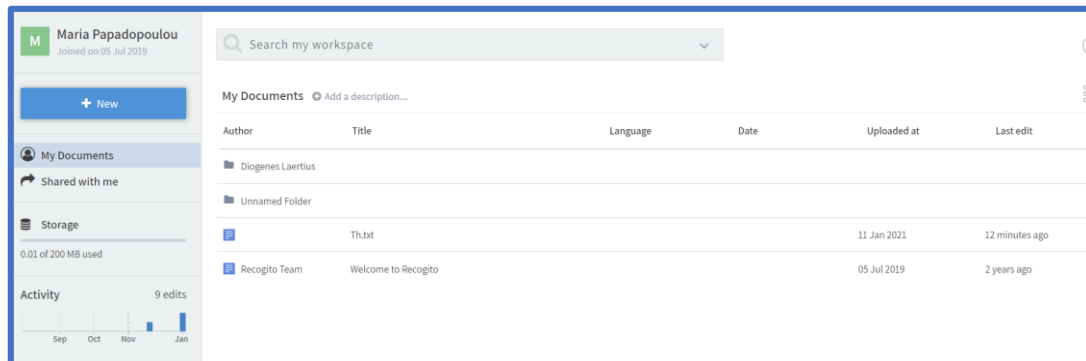 M
Maria Papadopoulou
Joined on 05 Jul 2019
+ New
My Documents
Shared with me
Storage
0.01 of 200 MB used
Activity 9 edits
Sep Oct Nov Jan
Search my workspace
My Documents Add a description...
Author Title Language Date Uploaded at Last edit
Diogenes Laertius
Unnamed Folder
Th.txt 11 Jan 2021 12 minutes ago
Recogito Team Welcome to Recogito 05 Jul 2019 2 years ago